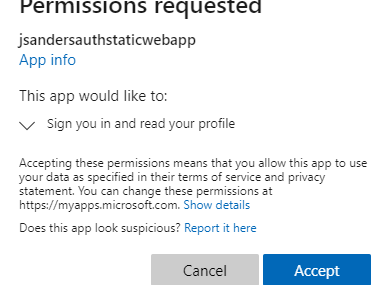 Permissions requested
jsandersauthstaticwebapp
App info
This app would like to:
Sign you in and read your profile
Accepting these permissions means that you allow this app to use
your data as specified in their terms of service and privacy
statement. You can change these permissions at
https://myapps.microsoft.com. Show details
Does this app look suspicious? Report it here
Cancel Accept